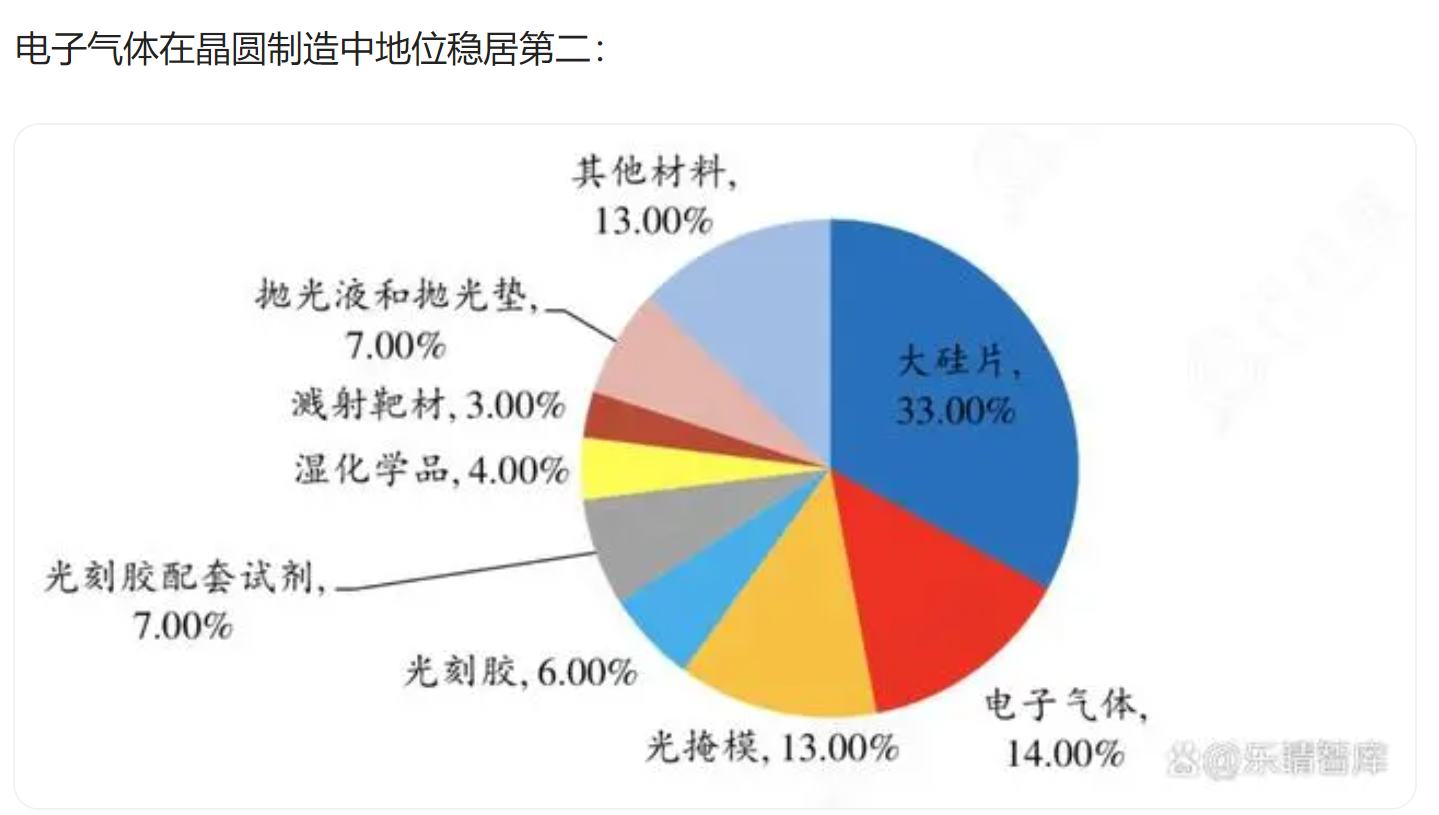 电子气体在晶圆制造中地位稳居第二：
其他材料,
13.00%
抛光液和抛光垫,
7.00%
大硅片,
33.00%
溅射靶材, 3.00%
湿化学品, 4.00%
光刻胶配套试剂,
7.00%
光刻胶, 6.00%
光掩模, 13.00%
电子气体,
14.00%
@乐晴智库